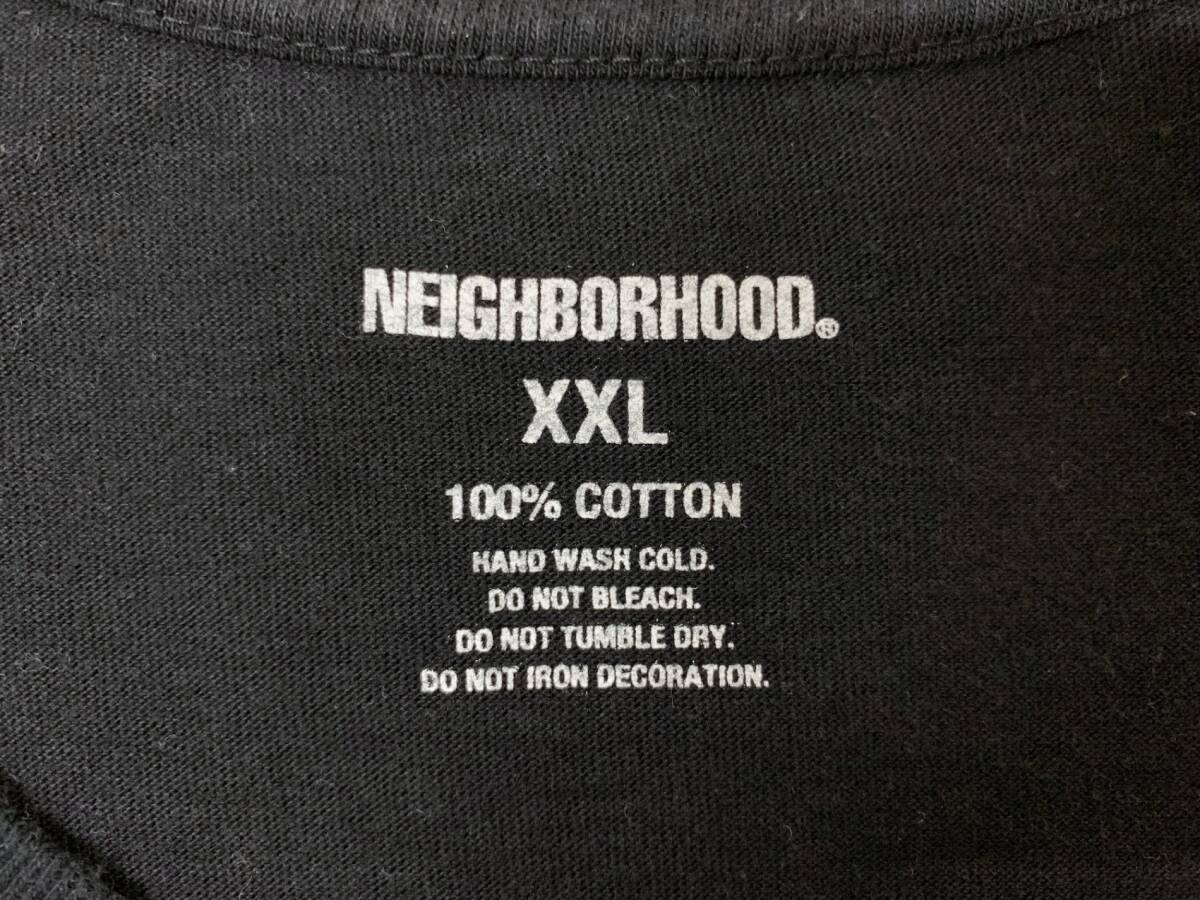 NEIGHBORHOOD®
XXL
100% COTTON
HAND WASH COLD.
DO NOT BLEACH.
DO NOT TUMBLE DRY.
DO NOT IRON DECORATION.